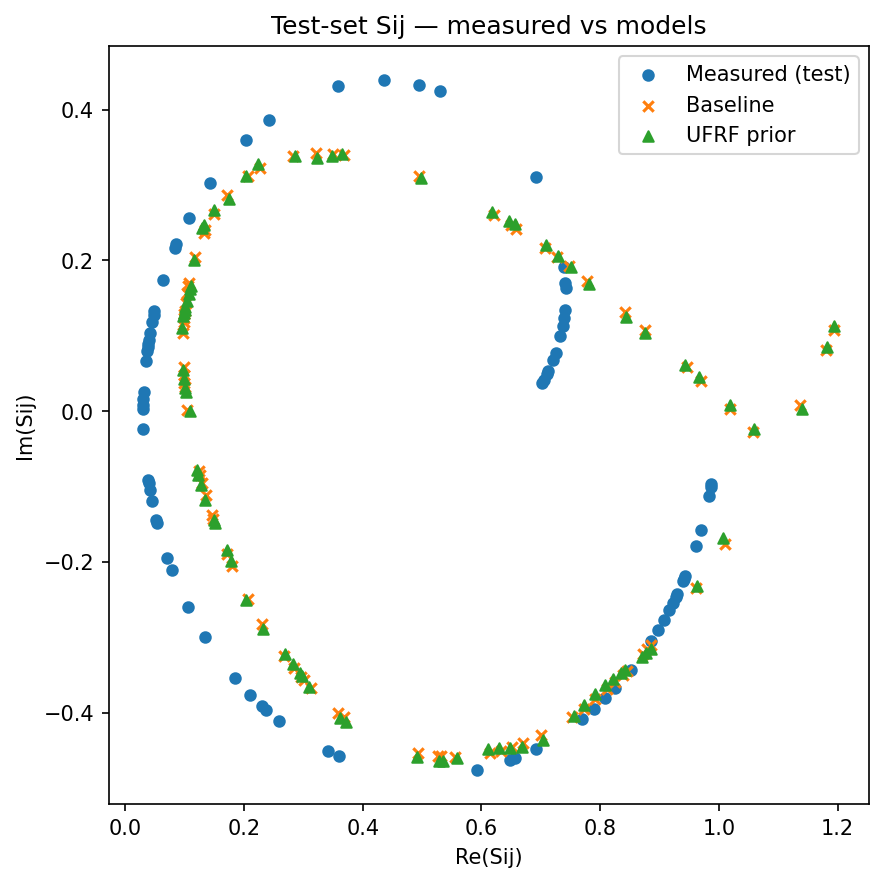 Test-set Sij — measured vs models
Measured (test)
Baseline
UFRF prior
0.4
0.2
0.0
−0.2
−0.4
Im(Sij)
0.0 0.2 0.4 0.6 0.8 1.0 1.2
Re(Sij)